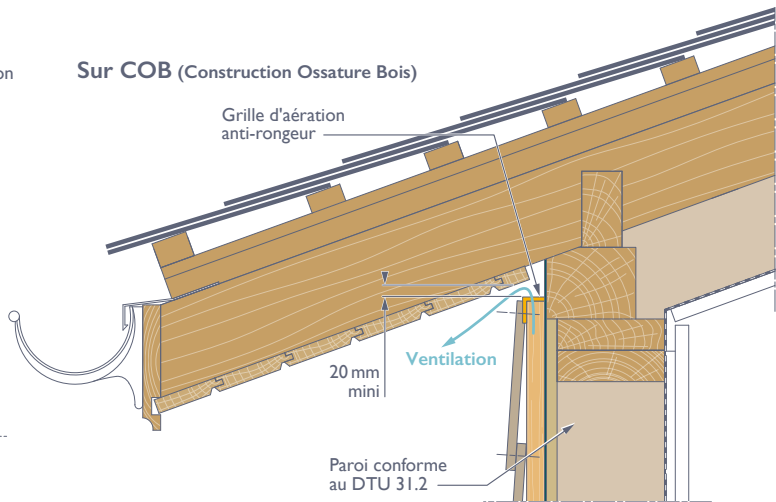 on
Sur COB (Construction Ossature Bois)
Grille d'aération
anti-rongeur
Ventilation
20 mm
mini
Paroi conforme
au DTU 31.2